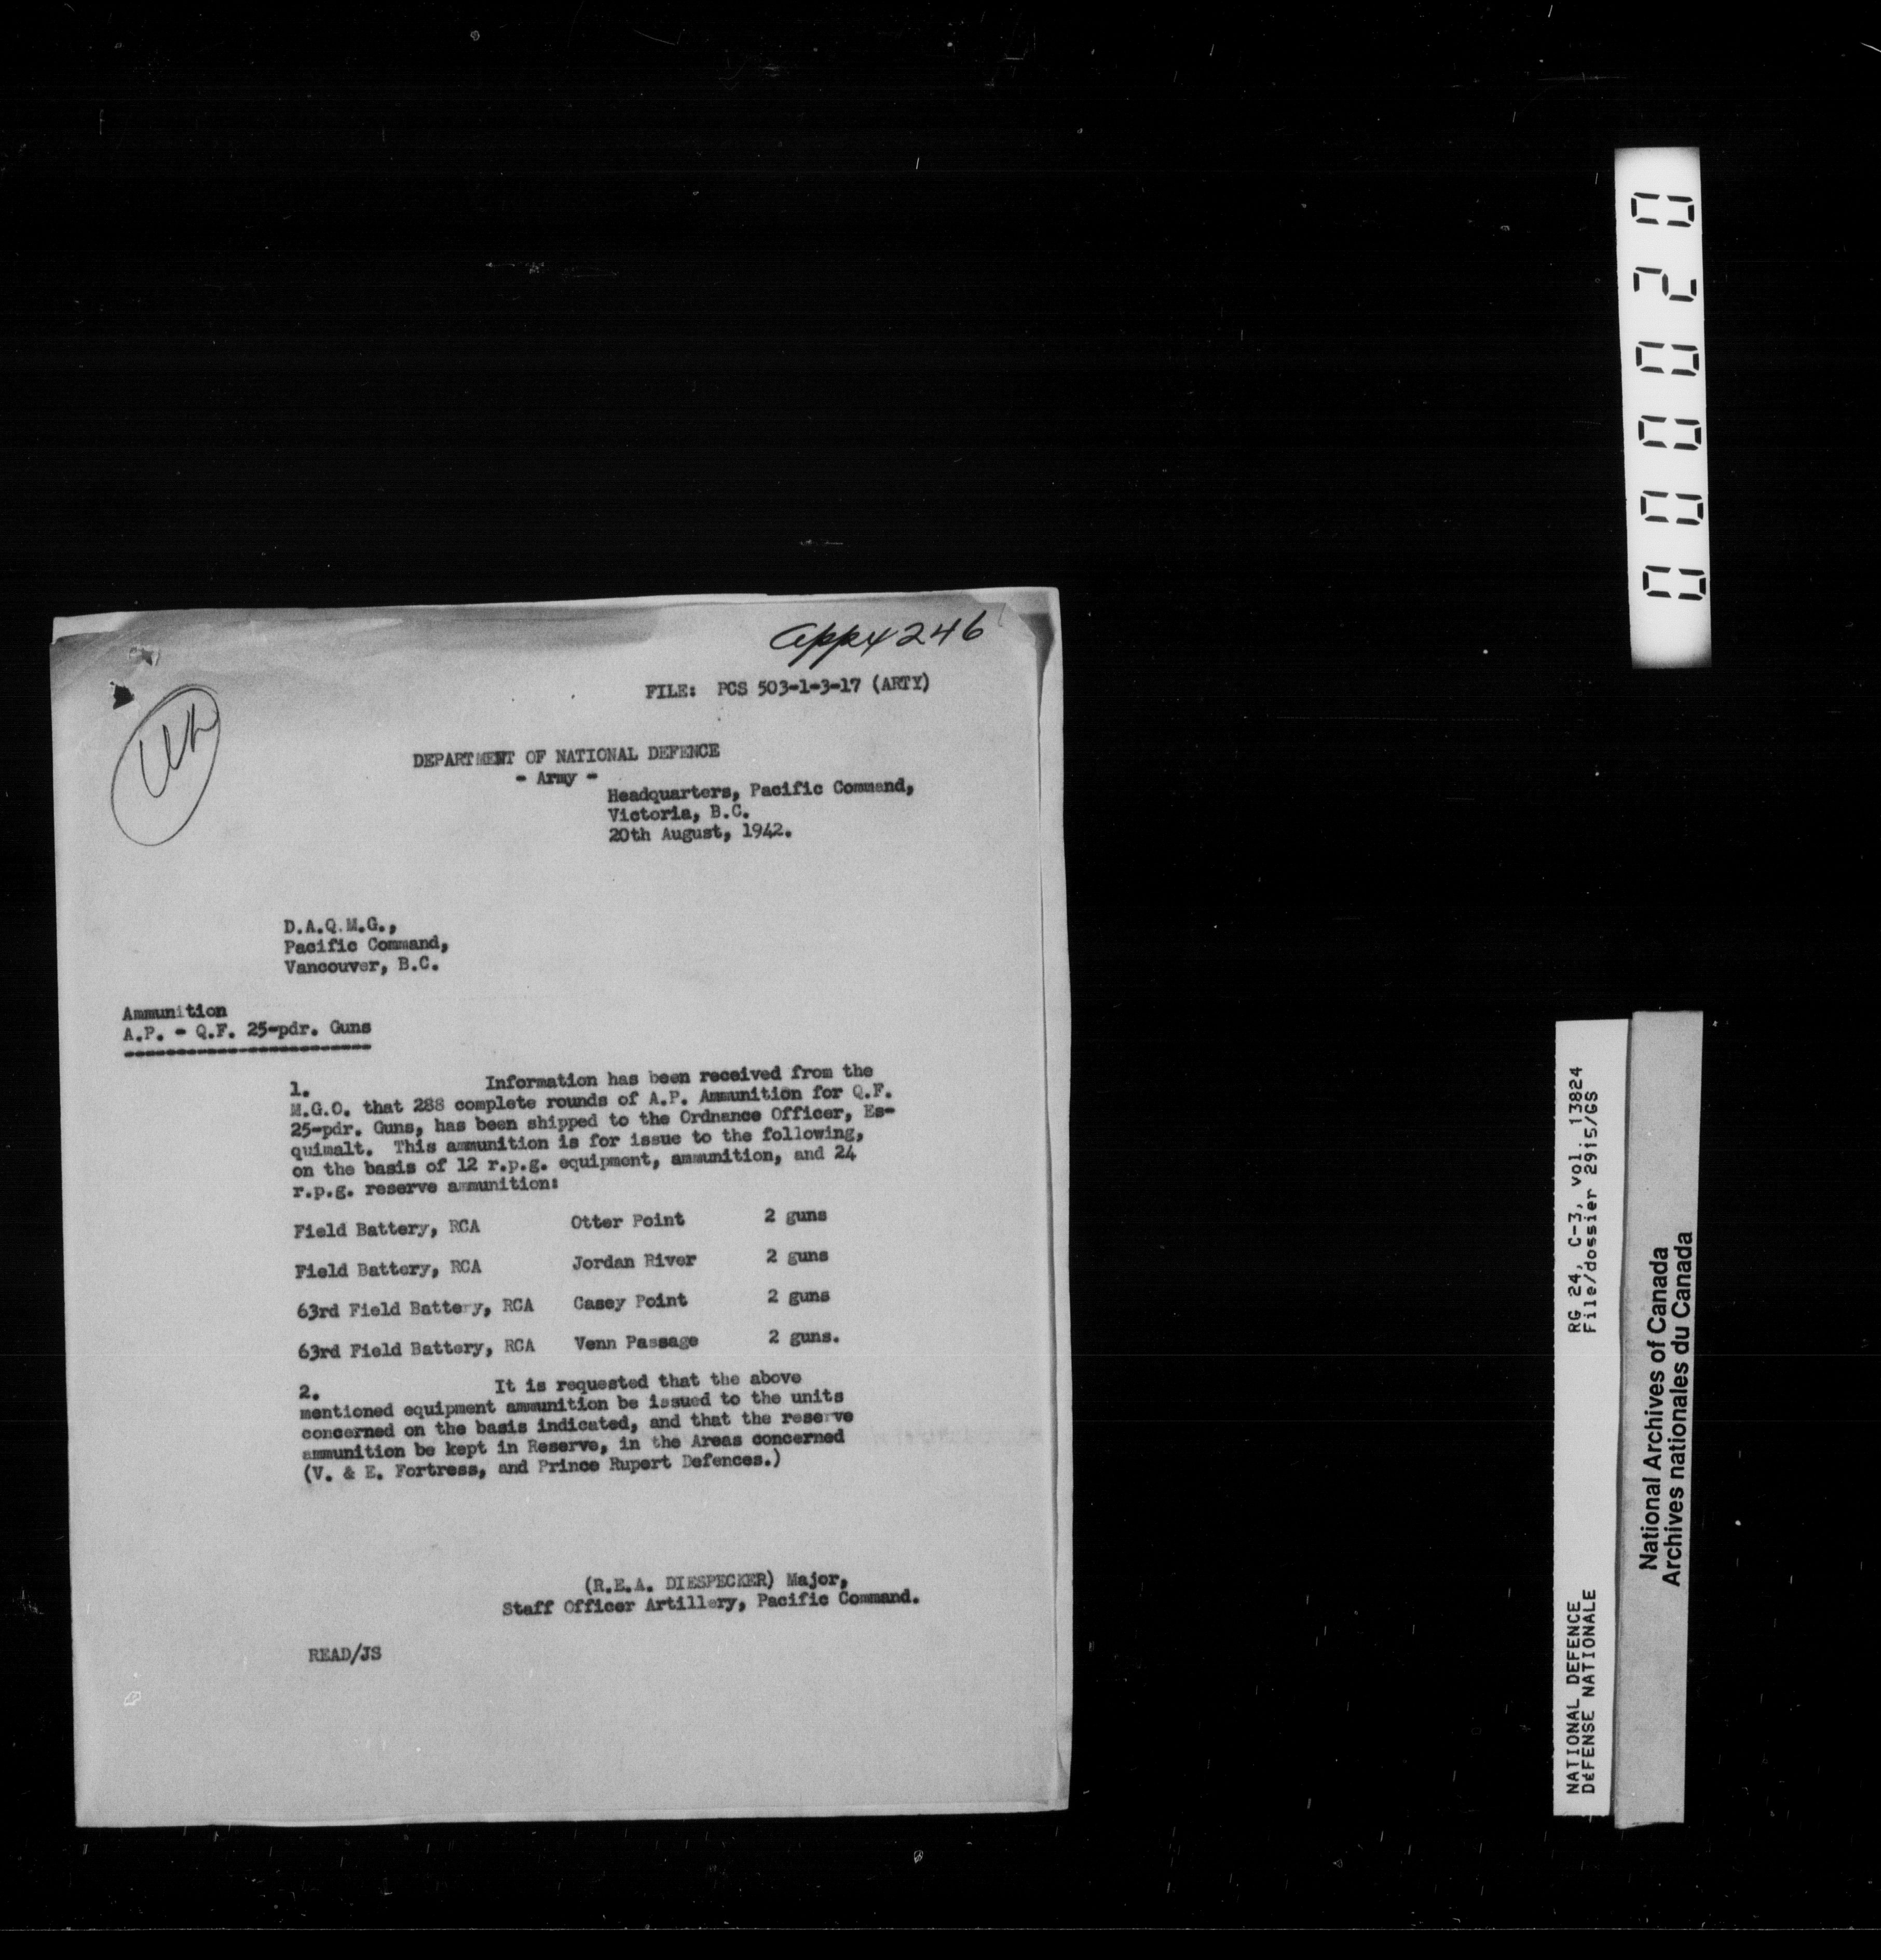 Appx 246
FILE: PCS 503-1-3-17 (ARTY)
DEPARTMENT OF NATIONAL DEFENCE
- Army -
Headquarters, Pacific Command,
Victoria, B.C.
20th August, 1942.
D.A.Q.M.G.,
Pacific Command,
Vancouver, B.C.
Ammunition
A.P. - Q.F. 25-pdr. Guns
1. Information has been received from the
M.G.O. that 288 complete rounds of A.P. Ammunition for Q.F.
25-pdr. Guns, has been shipped to the Ordnance Officer, Es-
quimalt. This ammunition is for issue to the following,
on the basis of 12 r.p.g. equipment, ammunition, and 24
r.p.g. reserve ammunition:
Field Battery, RCA Otter Point 2 guns
Field Battery, RCA Jordan River 2 guns
63rd Field Battery, RCA Casey Point 2 guns
63rd Field Battery, RCA Venn Passage 2 guns.
2. It is requested that the above
mentioned equipment ammunition be issued to the units
concerned on the basis indicated, and that the reserve
ammunition be kept in Reserve, in the Areas concerned
(V. & E. Fortress, and Prince Rupert Defences.)
(R.E.A. DIESPECKER) Major,
Staff Officer Artillery, Pacific Command.
READ/JS
000020
NATIONAL DEFENCE RG 24, C-3, vol. 13824
DéFENSE NATIONALE File/dossier 2915/GS
National Archives of Canada
Archives nationales du Canada